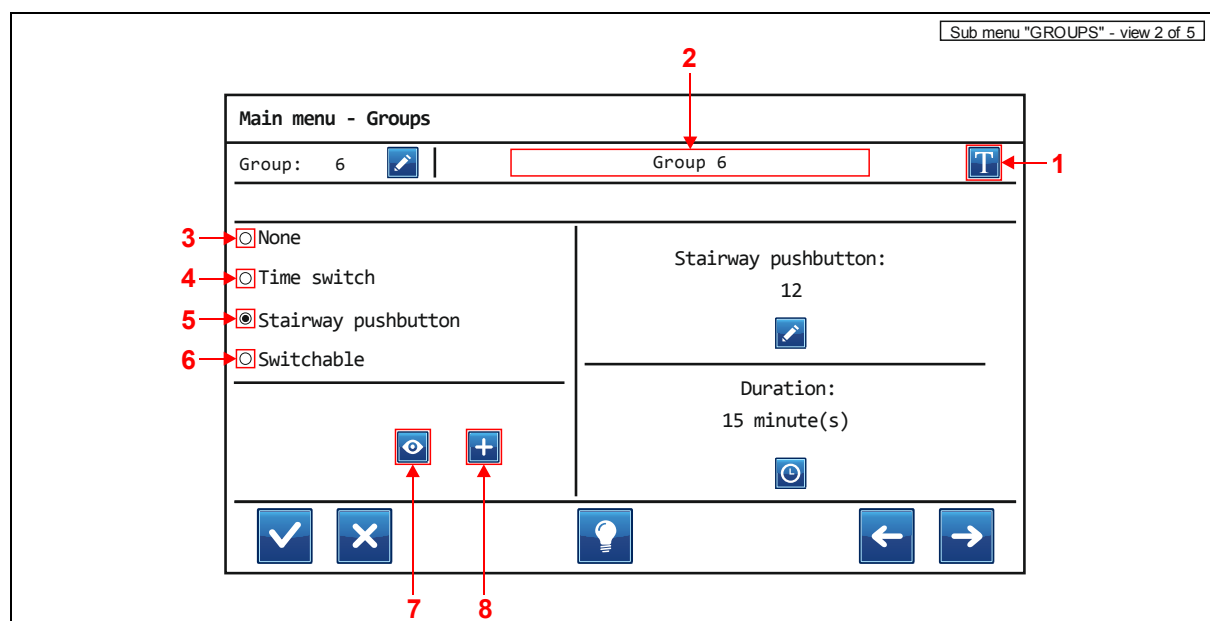 Sub menu "GROUPS" - view 2 of 5
2
Main menu - Groups
Group: 6
Group 6
T
1
3
None
4
Time switch
5
Stairway pushbutton
6
Switchable
Stairway pushbutton:
12
Duration:
15 minute(s)
7
8